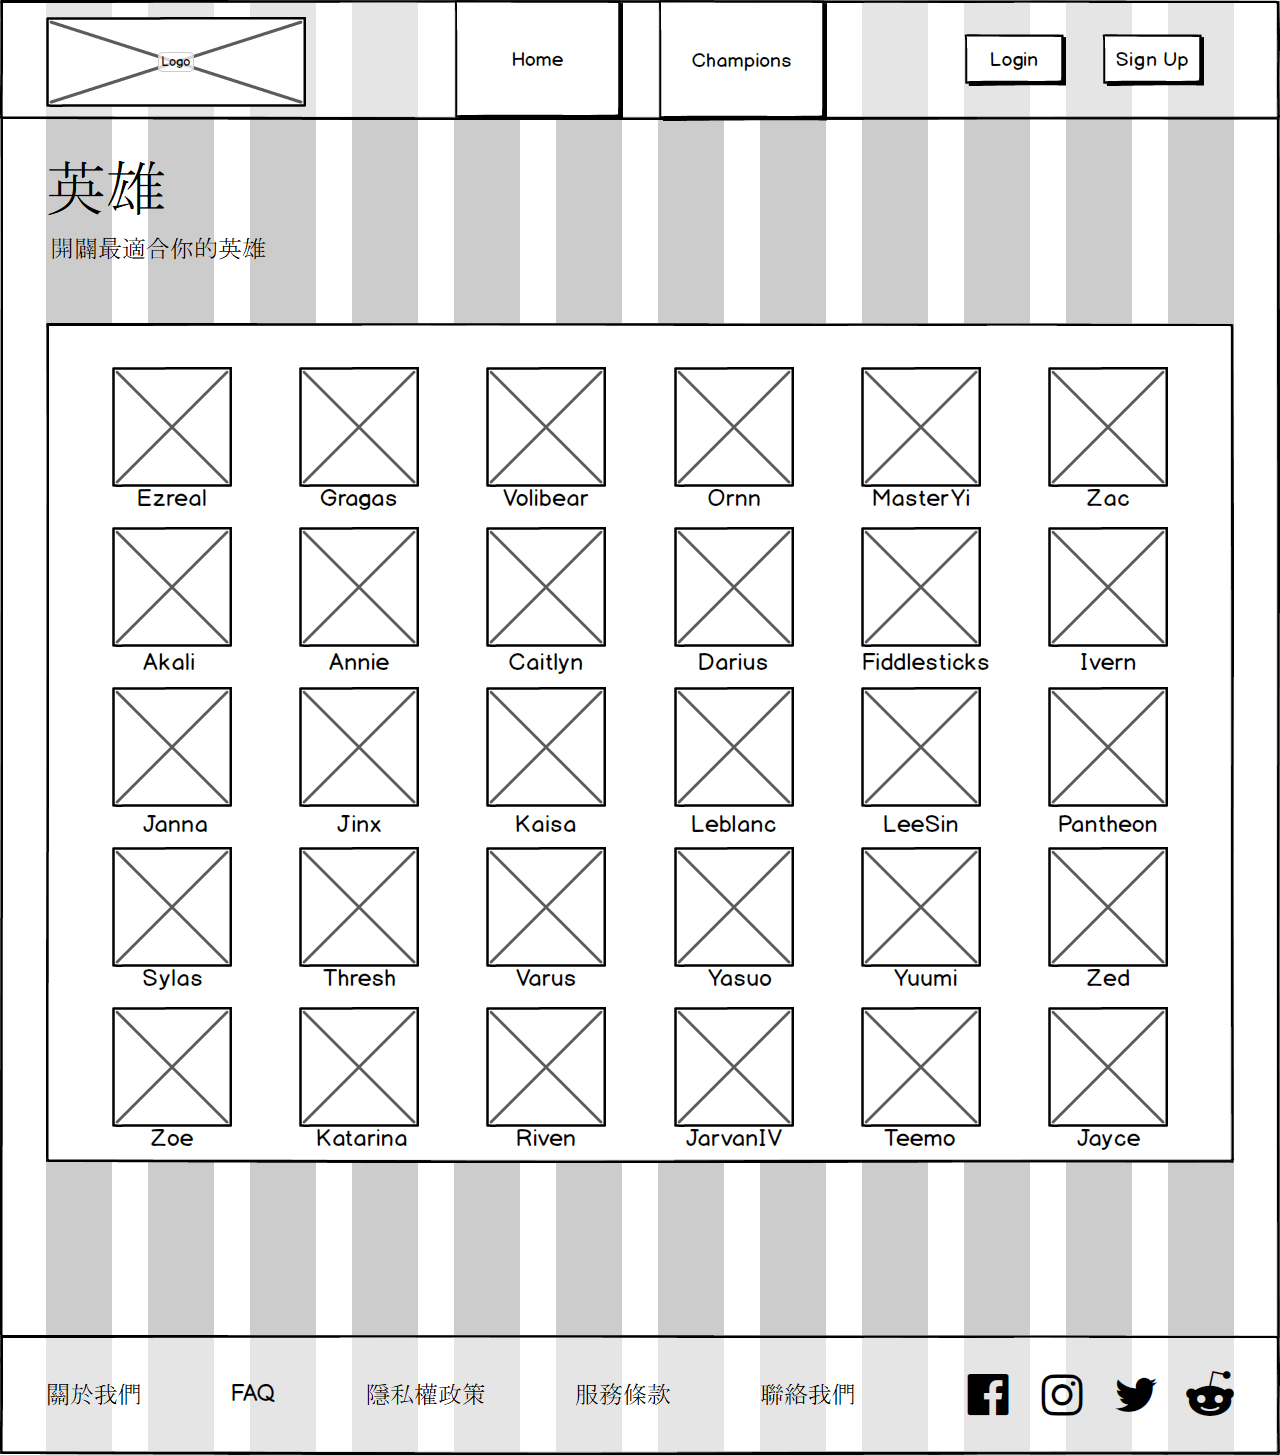 Logo
Home
Champions
Login
Sign Up
英雄
開闢最適合你的英雄
Ezreal
Gragas
Volibear
Ornn
MasterYi
Zac
Akali
Annie
Caitlyn
Darius
Fiddlesticks
Ivern
Janna
Jinx
Kaisa
Leblanc
LeeSin
Pantheon
Sylas
Thresh
Varus
Yasuo
Yuumi
Zed
Zoe
Katarina
Riven
JarvanIV
Teemo
Jayce
關於我們
FAQ
隱私權政策
服務條款
聯絡我們